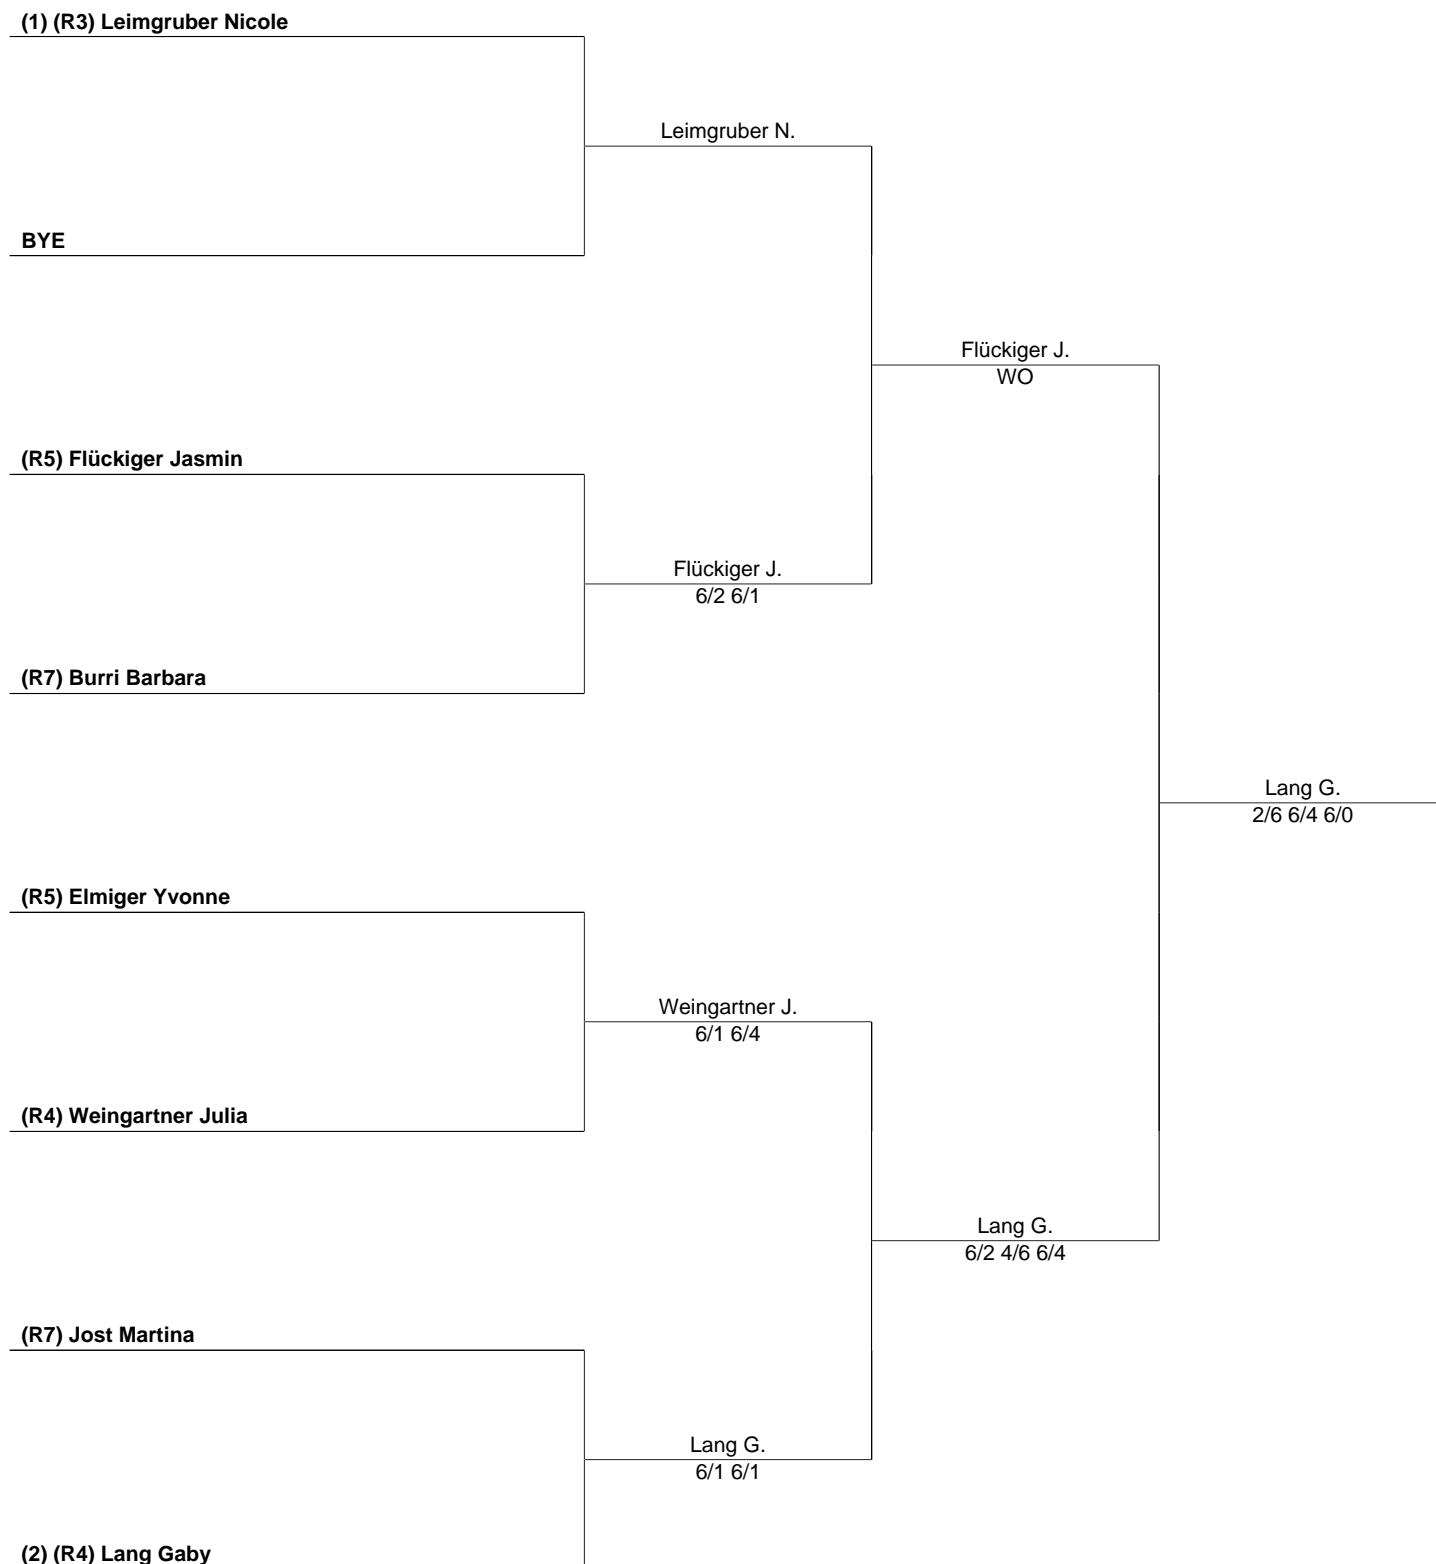 (1) (R3) Leimgruber Nicole
Leimgruber N.
BYE
Flückiger J.
WO
(R5) Flückiger Jasmin
Flückiger J.
6/2 6/1
(R7) Burri Barbara
Lang G.
2/6 6/4 6/0
(R5) Elmiger Yvonne
Weingartner J.
6/1 6/4
(R4) Weingartner Julia
Lang G.
6/2 4/6 6/4
(R7) Jost Martina
Lang G.
6/1 6/1
(2) (R4) Lang Gaby